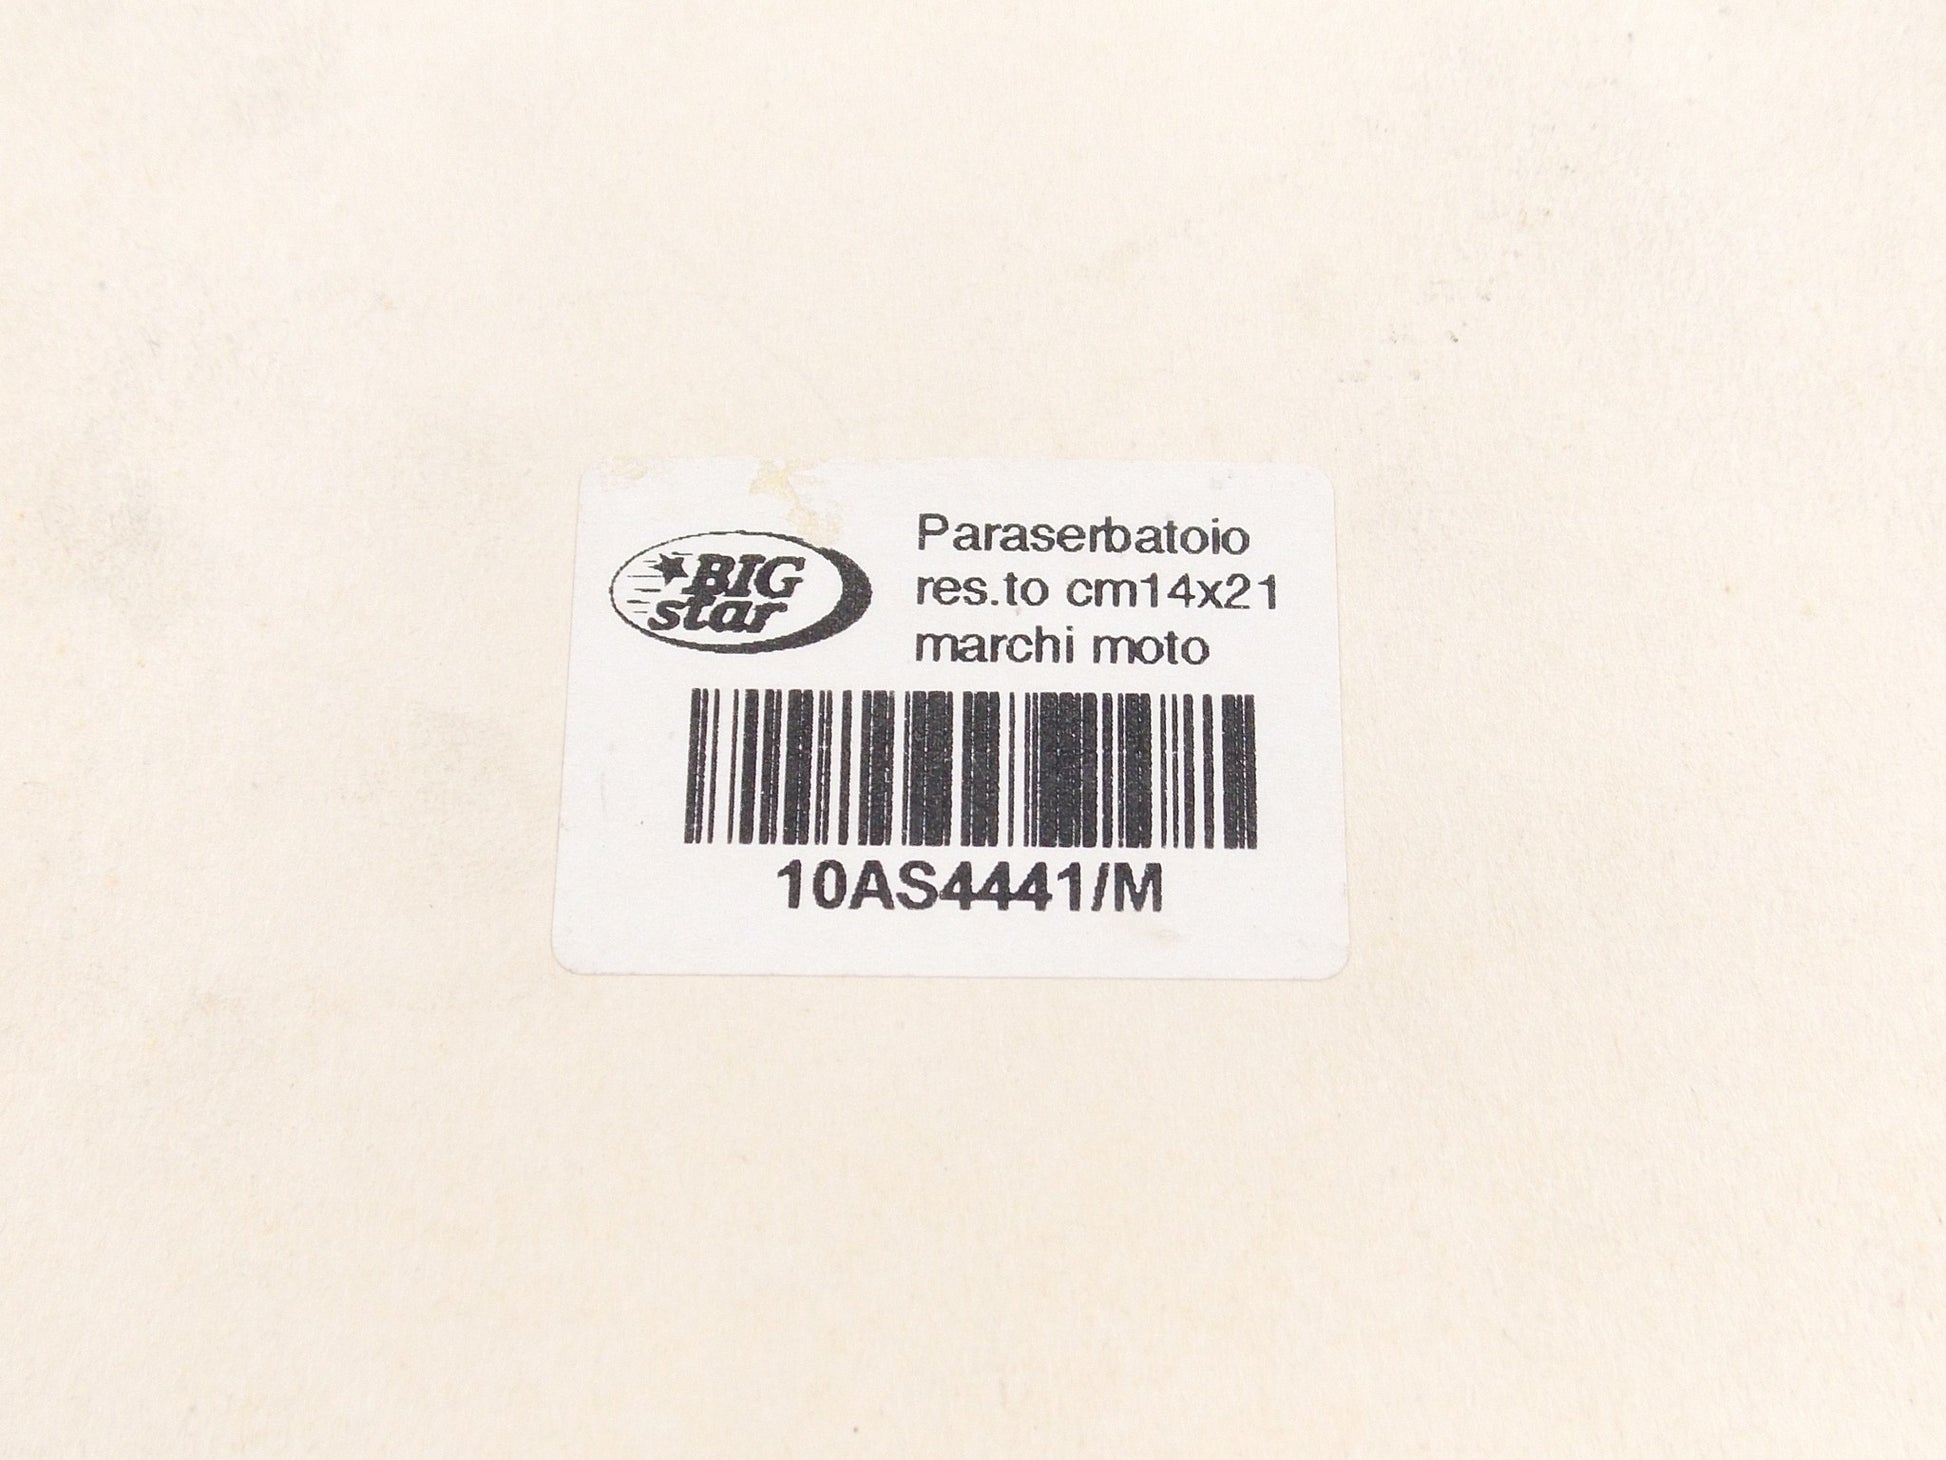 BIG
star
Paraserbatoio
res.to cm14x21
marchi moto
10AS4441/M